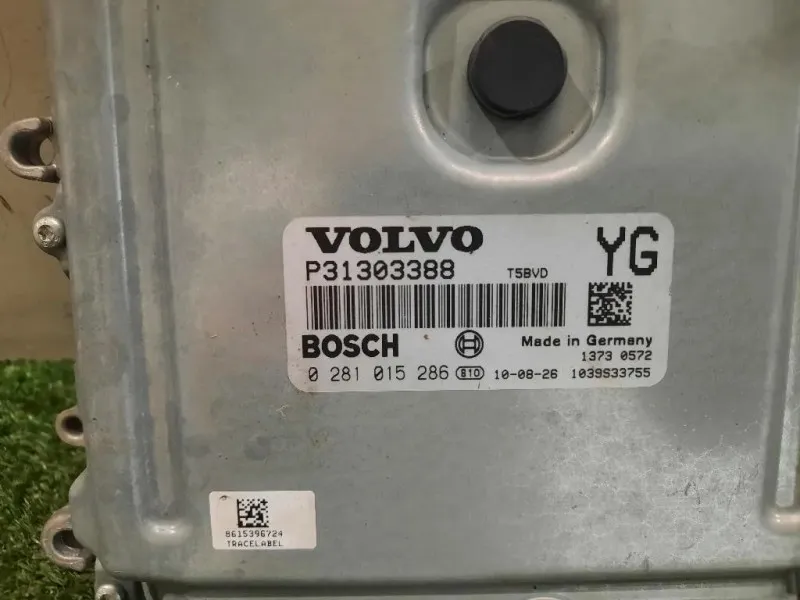 VOLVO YG
P31303388 T5BVD
BOSCH Made in Germany
1373 0572
0 281 015 286 810 10-08-26 1039S33755
8615396724
TRACELABEL